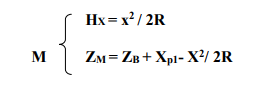 Hx = x² / 2R
M
ZM = ZB + Xp1- X²/ 2R